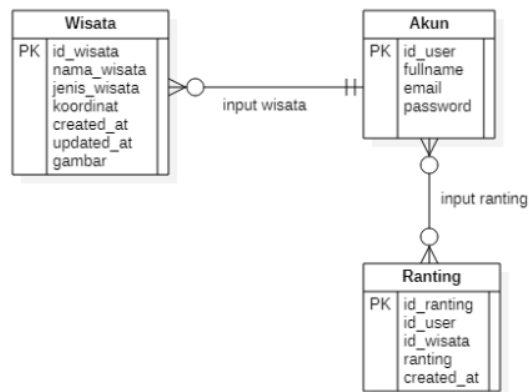 Wisata
PK id_wisata
nama_wisata
jenis_wisata
koordinat
created_at
updated_at
gambar
input wisata
Akun
PK id_user
fullname
email
password
input ranting
Ranting
PK id_ranting
id_user
id_wisata
ranting
created_at